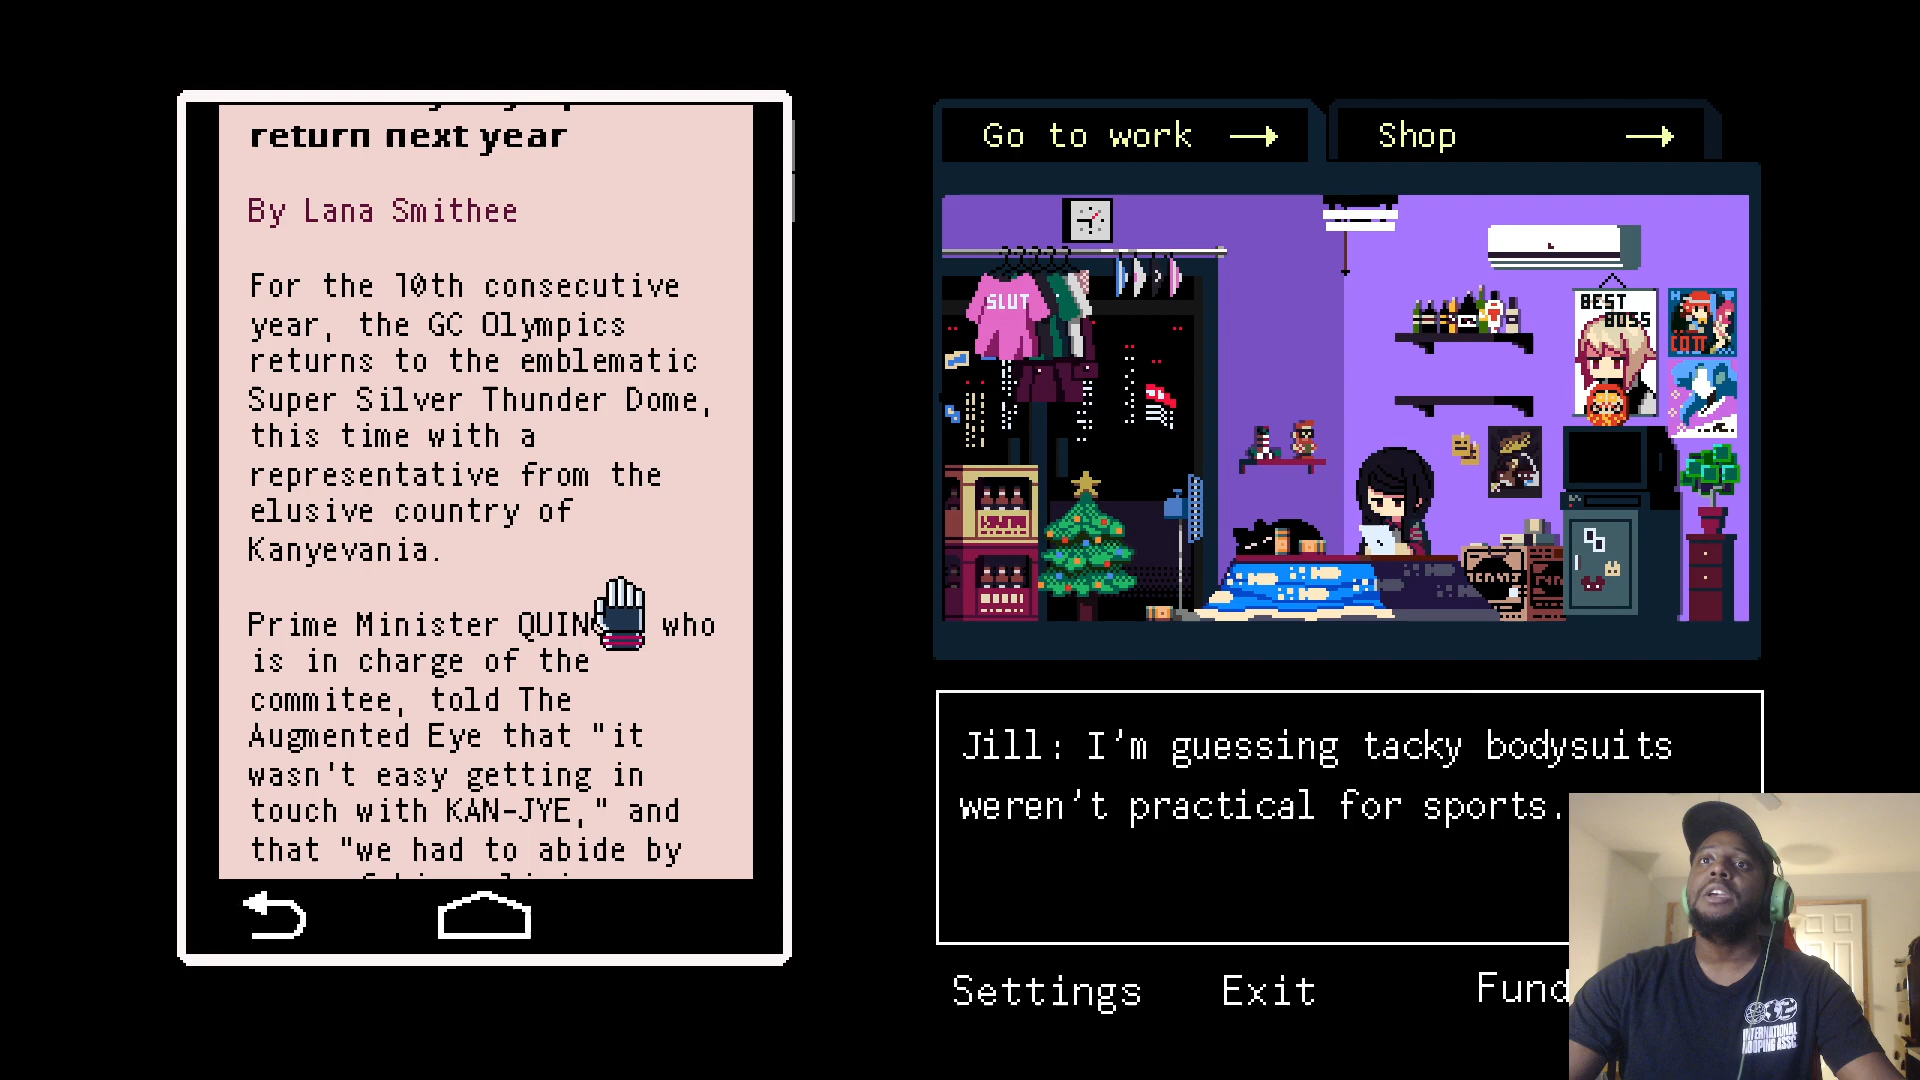 return next year
By Lana Smithee
For the 10th consecutive
year, the GC Olympics
returns to the emblematic
Super Silver Thunder Dome,
this time with a
representative from the
elusive country of
Kanyevania.
Prime Minister who
is in charge of the
commitee, told The
Augmented Eye that "it
wasn't easy getting in
touch with KAN-JYE," and
that "we had to abide by
Go to work
Shop
SLUT
BEST
BOSS
Jill: I'm guessing tacky bodysuits
weren't practical for sports.
Settings
Exit
INTERNATIONAL
HOOPING ASSC.